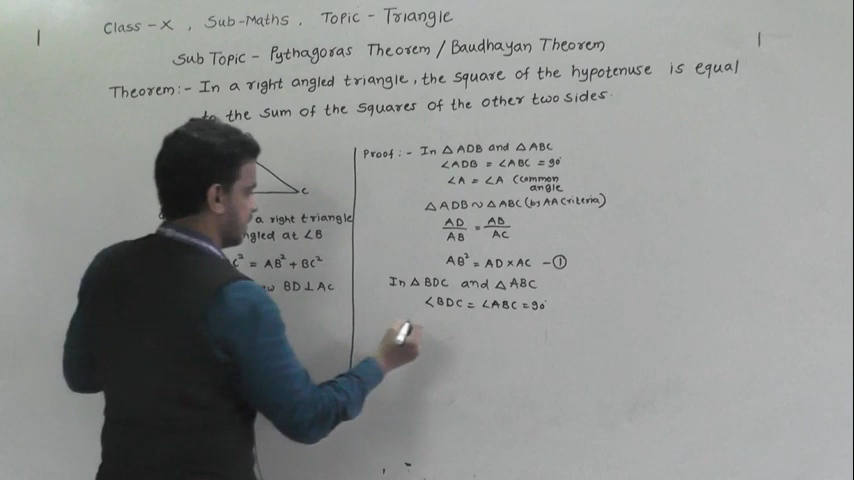 Class-X, Sub-Maths, Topic-Triangle
Sub Topic - Pythagoras Theorem / Baudhayan Theorem
Theorem:- In a right angled triangle, the square of the hypotenuse is equal
to the sum of the squares of the other two sides.
C
a right triangle
ngled at ∠B
c² = AB² + BC²
BD⊥AC
Proof:- In △ADB and △ABC
∠ADB = ∠ABC = 90°
∠A = ∠A (common
angle
△ADB ~ △ABC (by AA Criteria)
AD/AB = AB/AC
AB² = AD×AC -①
In △BDC and △ABC
∠BDC = ∠ABC = 90°